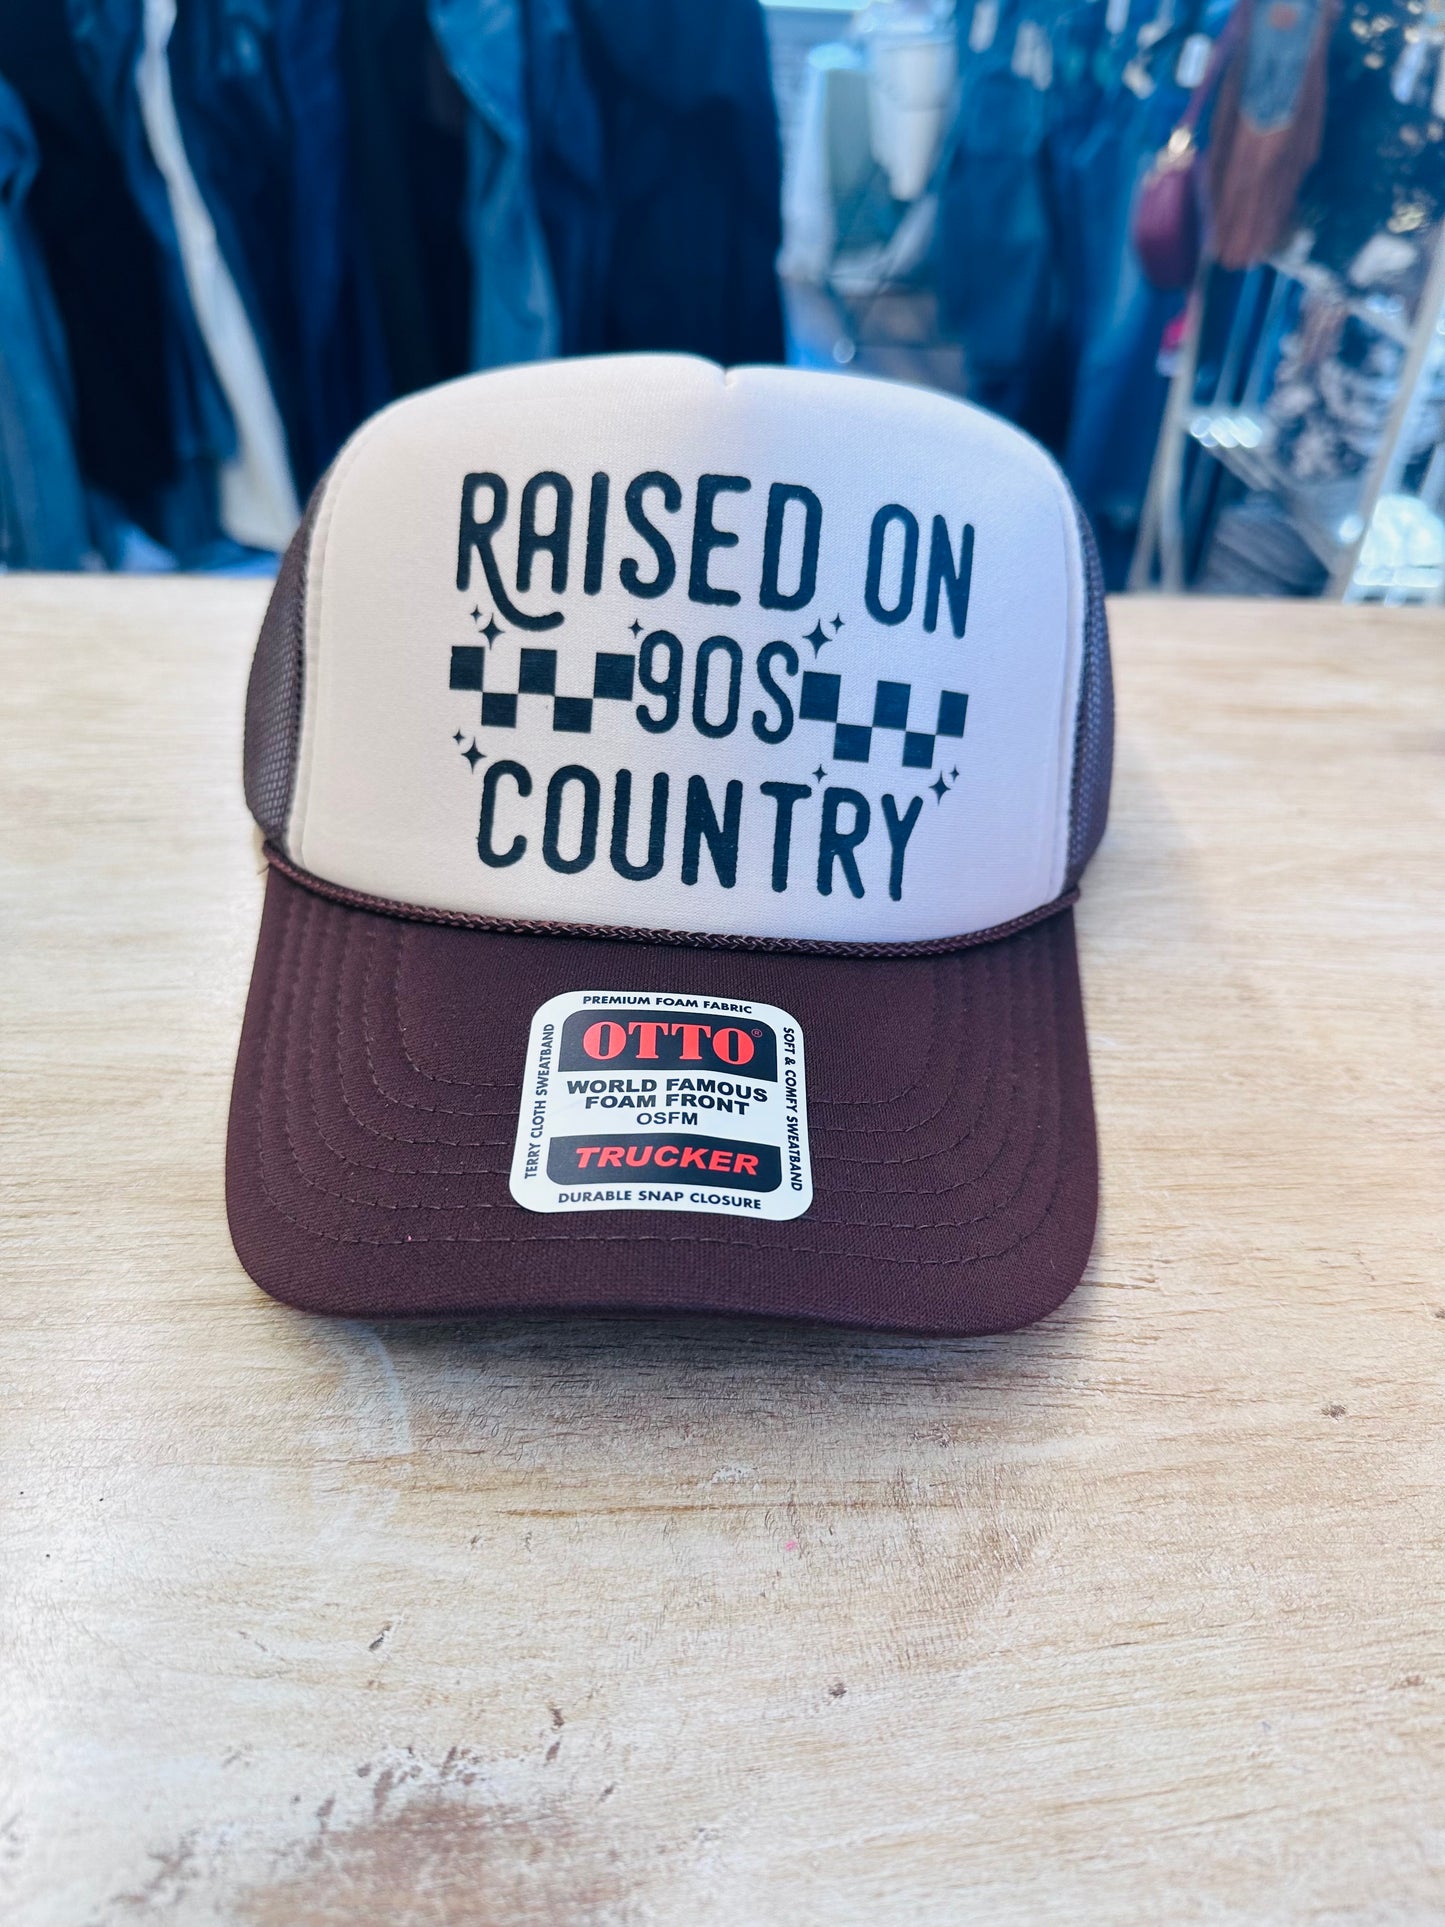 RAISED ON
90S
COUNTRY
PREMIUM FOAM FABRIC
OTTO®
WORLD FAMOUS
FOAM FRONT
OSFM
TRUCKER
DURABLE SNAP CLOSURE
TERRY CLOTH SWEATBAND
SOFT & COMFY SWEATBAND